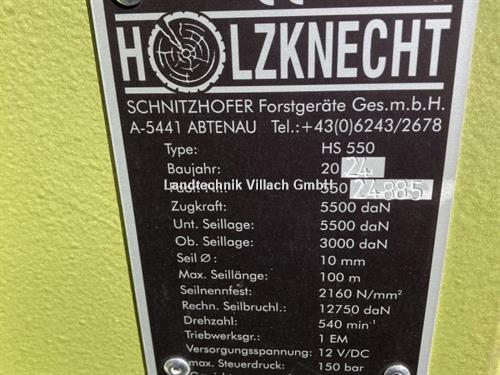 HOLZKNECHT
SCHNITZHOFER Forstgeräte Ges.m.b.H.
A-5441 ABTENAU Tel.:+43(0)6243/2678
Type: HS 550
Baujahr: 20 24
Landtechnik Villach GmbH
550 24885
Zugkraft: 5500 daN
Unt. Seillage: 5500 daN
Ob. Seillage: 3000 daN
Seil Ø: 10 mm
Max. Seillänge: 100 m
Seilnennfest.: 2160 N/mm²
Rechn. Seilbruchl.: 12750 daN
Drehzahl: 540 min⁻¹
Triebwerksgr.: 1 EM
Versorgungsspannung: 12 V/DC
max. Steuerdruck: 150 bar